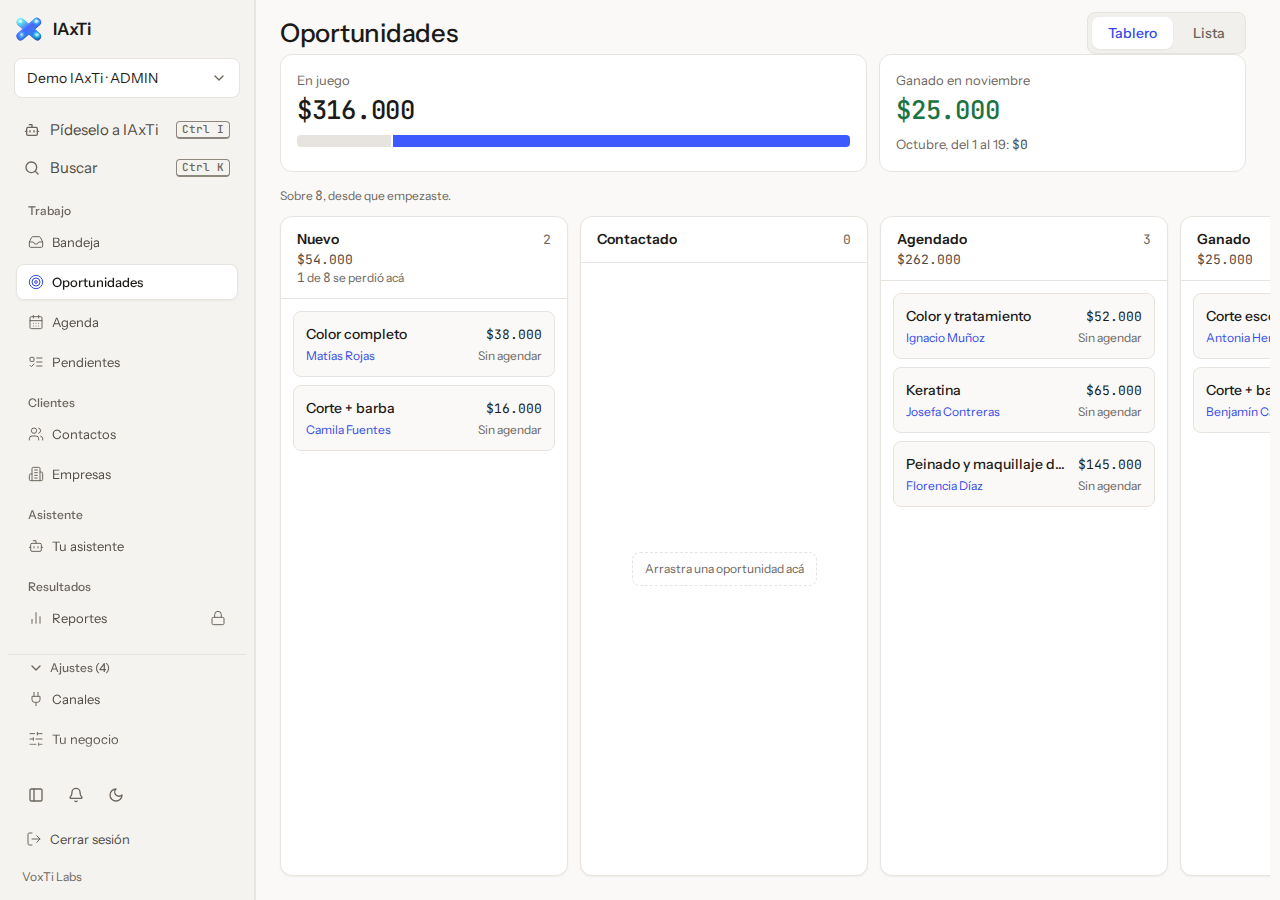 IAxTi
Demo IAxTi · ADMIN
Pídeselo a IAxTi
Ctrl I
Buscar
Ctrl K
Trabajo
Bandeja
Oportunidades
Agenda
Pendientes
Clientes
Contactos
Empresas
Asistente
Tu asistente
Resultados
Reportes
Ajustes (4)
Canales
Tu negocio
Cerrar sesión
VoxTi Labs
Oportunidades
Tablero
Lista
En juego
$316.000
Ganado en noviembre
$25.000
Octubre, del 1 al 19: $0
Sobre 8, desde que empezaste.
Nuevo
2
$54.000
1 de 8 se perdió acá
Color completo
$38.000
Matías Rojas
Sin agendar
Corte + barba
$16.000
Camila Fuentes
Sin agendar
Contactado
0
Arrastra una oportunidad acá
Agendado
3
$262.000
Color y tratamiento
$52.000
Ignacio Muñoz
Sin agendar
Keratina
$65.000
Josefa Contreras
Sin agendar
Peinado y maquillaje d...
$145.000
Florencia Díaz
Sin agendar
Ganado
$25.000
Corte
Antonia
Corte +
Benjamín